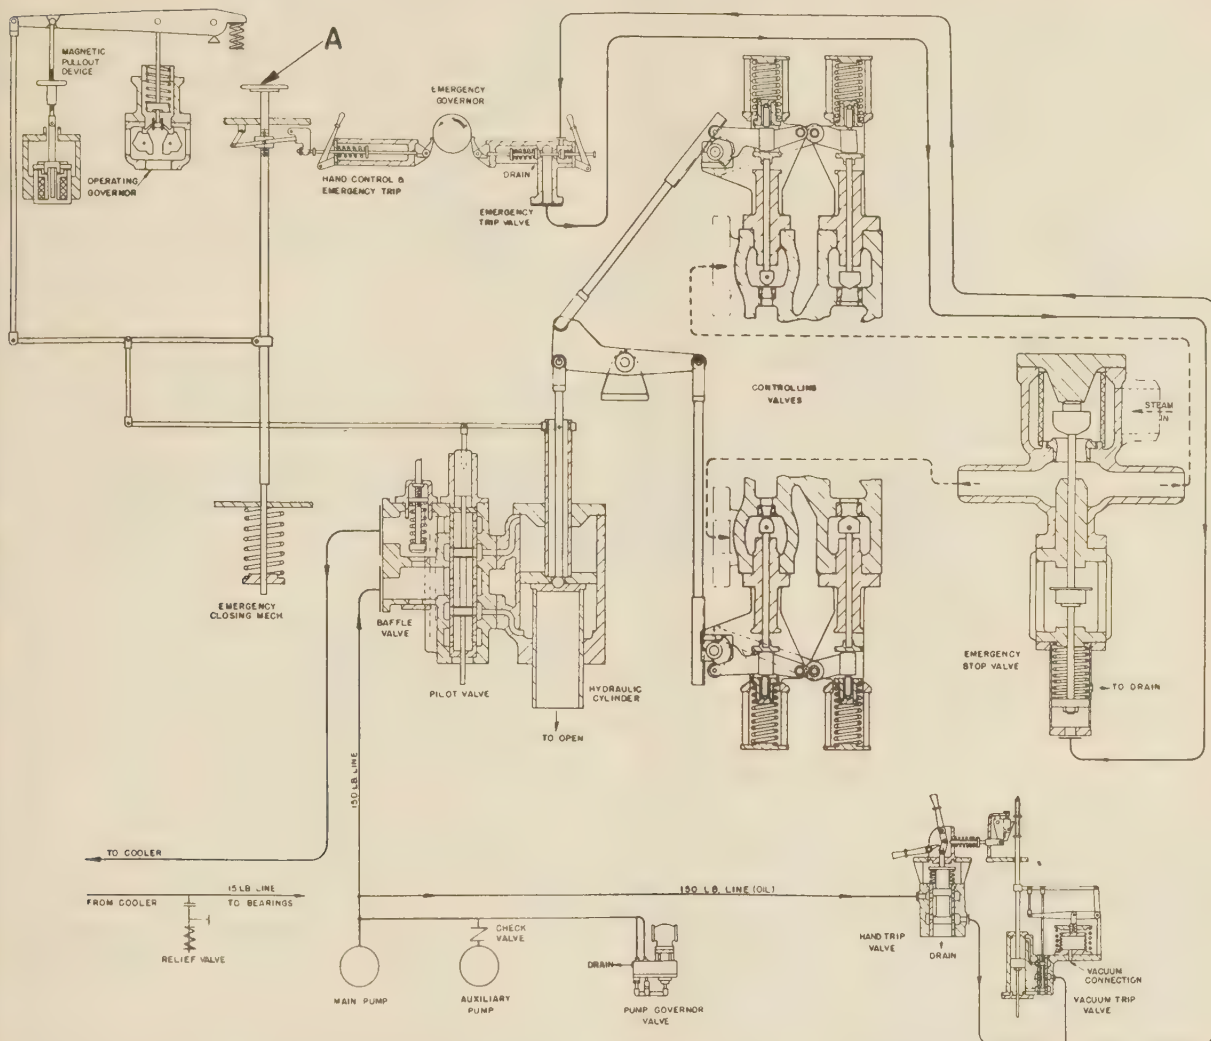 A
MAGNETIC
PULLOUT
DEVICE
OPERATING
GOVERNOR
EMERGENCY
GOVERNOR
HAND CONTROL &
EMERGENCY TRIP
DRAIN
EMERGENCY
TRIP VALVE
CONTROLLING
VALVES
STEAM
IN
EMERGENCY
CLOSING MECH
BAFFLE
VALVE
PILOT VALVE
HYDRAULIC
CYLINDER
TO OPEN
EMERGENCY
STOP VALVE
TO DRAIN
150 LB. LINE
TO COOLER
15 LB LINE
FROM COOLER
TO BEARINGS
RELIEF VALVE
150 LB. LINE (OIL)
CHECK
VALVE
DRAIN
MAIN PUMP
AUXILIARY
PUMP
PUMP GOVERNOR
VALVE
HAND TRIP
VALVE
DRAIN
VACUUM
CONNECTION
VACUUM TRIP
VALVE